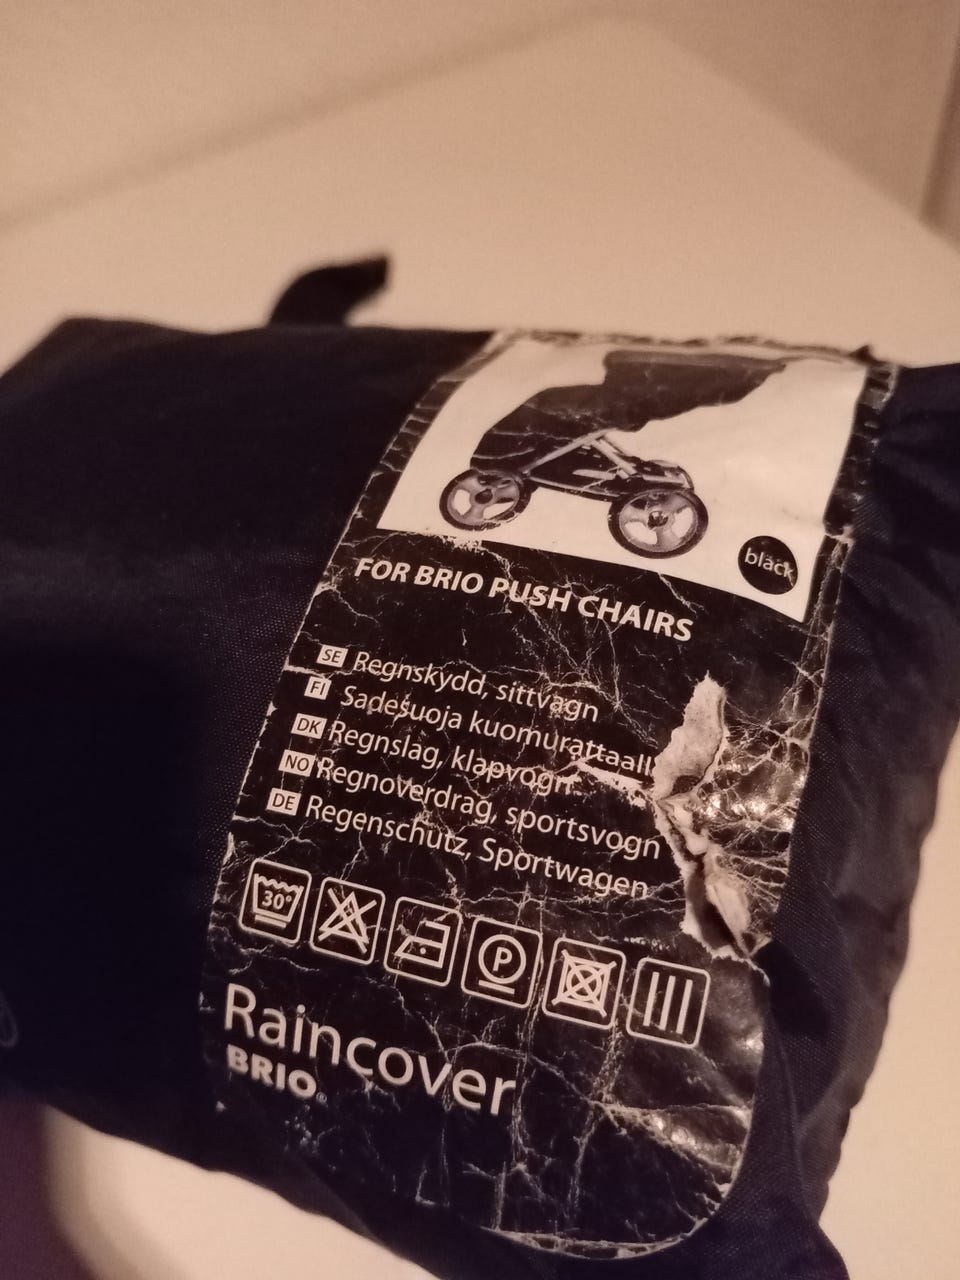 black
FOR BRIO PUSH CHAIRS
SE Regnskydd, sittvagn
FI Sadesuoja kuomurattaall
DK Regnslag, klapvogn
NO Regnoverdrag, sportsvogn
DE Regenschutz, Sportwagen
30°
P
Raincover
BRIO®